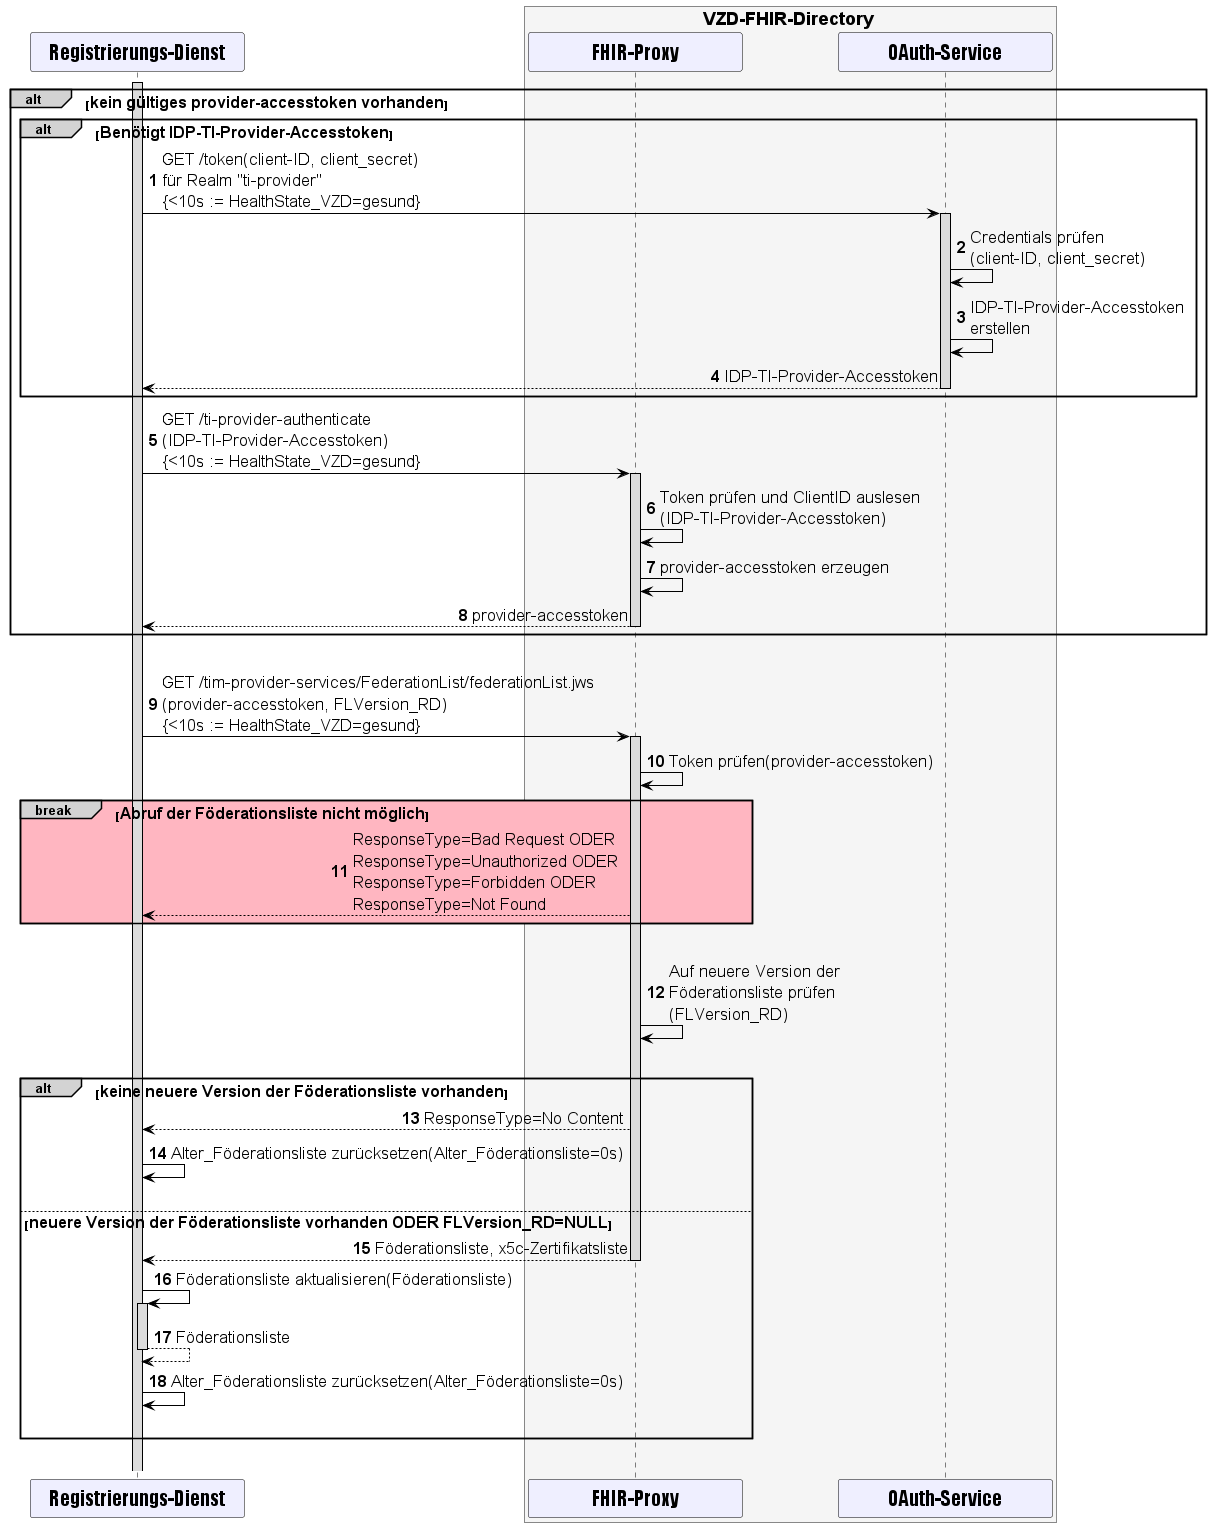 VZD-FHIR-Directory
Registrierungs-Dienst
FHIR-Proxy
OAuth-Service
alt
[kein gültiges provider-accesstoken vorhanden]
alt
[Benötigt IDP-TI-Provider-Accesstoken]
GET /token(client-ID, client_secret)
1 für Realm "ti-provider"
{<10s := HealthState_VZD=gesund}
2 Credentials prüfen
(client-ID, client_secret)
3 IDP-TI-Provider-Accesstoken
erstellen
4 IDP-TI-Provider-Accesstoken
GET /ti-provider-authenticate
5 (IDP-TI-Provider-Accesstoken)
{<10s := HealthState_VZD=gesund}
6 Token prüfen und ClientID auslesen
(IDP-TI-Provider-Accesstoken)
7 provider-accesstoken erzeugen
8 provider-accesstoken
GET /tim-provider-services/FederationList/federationList.jws
9 (provider-accesstoken, FLVersion_RD)
{<10s := HealthState_VZD=gesund}
10 Token prüfen(provider-accesstoken)
break
[Abruf der Föderationsliste nicht möglich]
ResponseType=Bad Request ODER
11 ResponseType=Unauthorized ODER
ResponseType=Forbidden ODER
ResponseType=Not Found
Auf neuere Version der
12 Föderationsliste prüfen
(FLVersion_RD)
alt
[keine neuere Version der Föderationsliste vorhanden]
13 ResponseType=No Content
14 Alter_Föderationsliste zurücksetzen(Alter_Föderationsliste=0s)
[neuere Version der Föderationsliste vorhanden ODER FLVersion_RD=NULL]
15 Föderationsliste, x5c-Zertifikatsliste
16 Föderationsliste aktualisieren(Föderationsliste)
17 Föderationsliste
18 Alter_Föderationsliste zurücksetzen(Alter_Föderationsliste=0s)
Registrierungs-Dienst
FHIR-Proxy
OAuth-Service